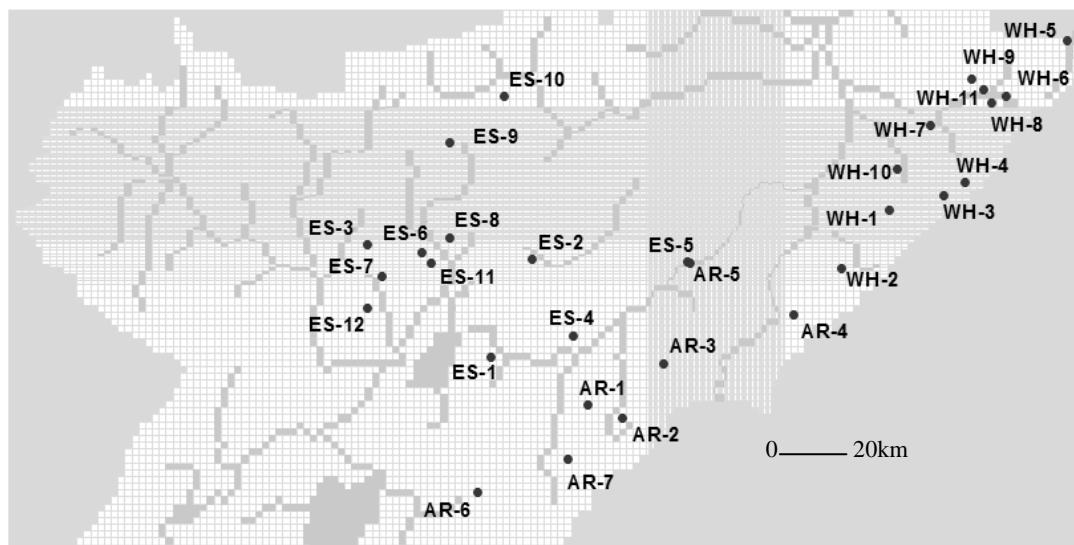 WH-5
WH-9
ES-10
WH-6
WH-11
WH-8
WH-7
ES-9
WH-10
WH-4
WH-3
WH-1
ES-3
ES-6
ES-8
ES-2
ES-5
ES-7
ES-11
AR-5
WH-2
ES-12
ES-4
AR-4
AR-3
ES-1
AR-1
AR-2
0 20km
AR-7
AR-6